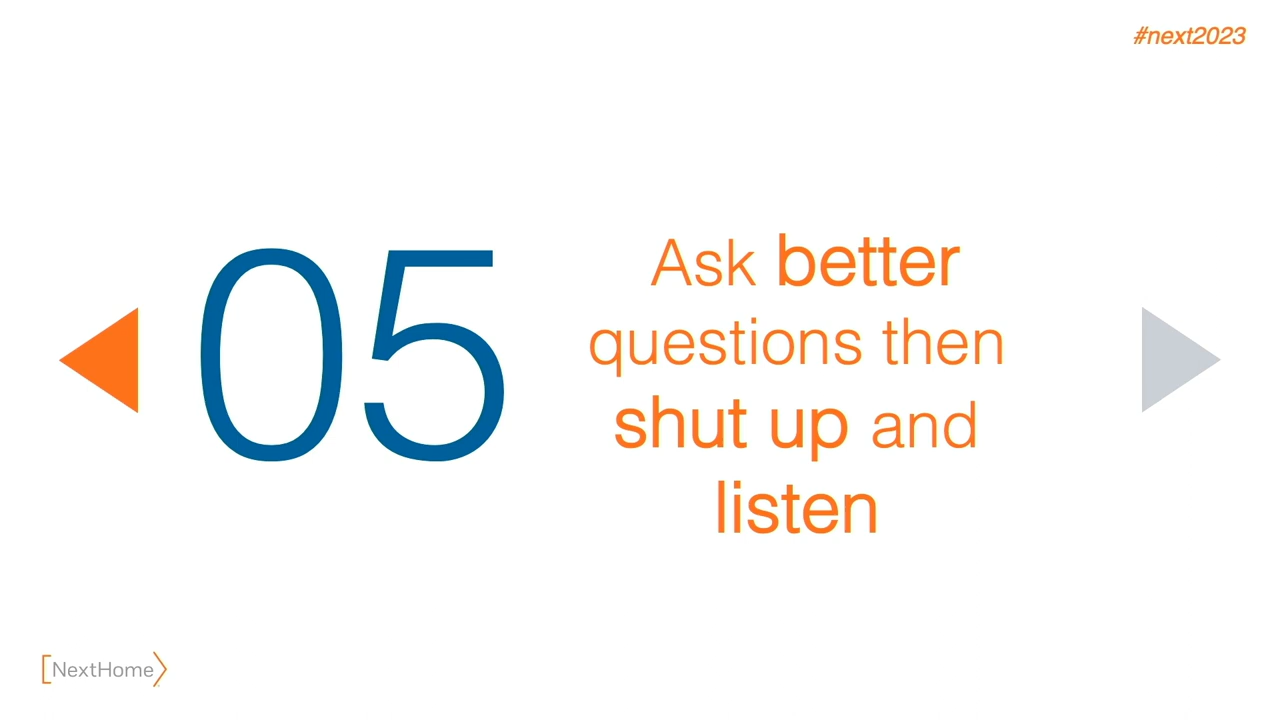 #next2023
05
Ask better
questions then
shut up and
listen
NextHome